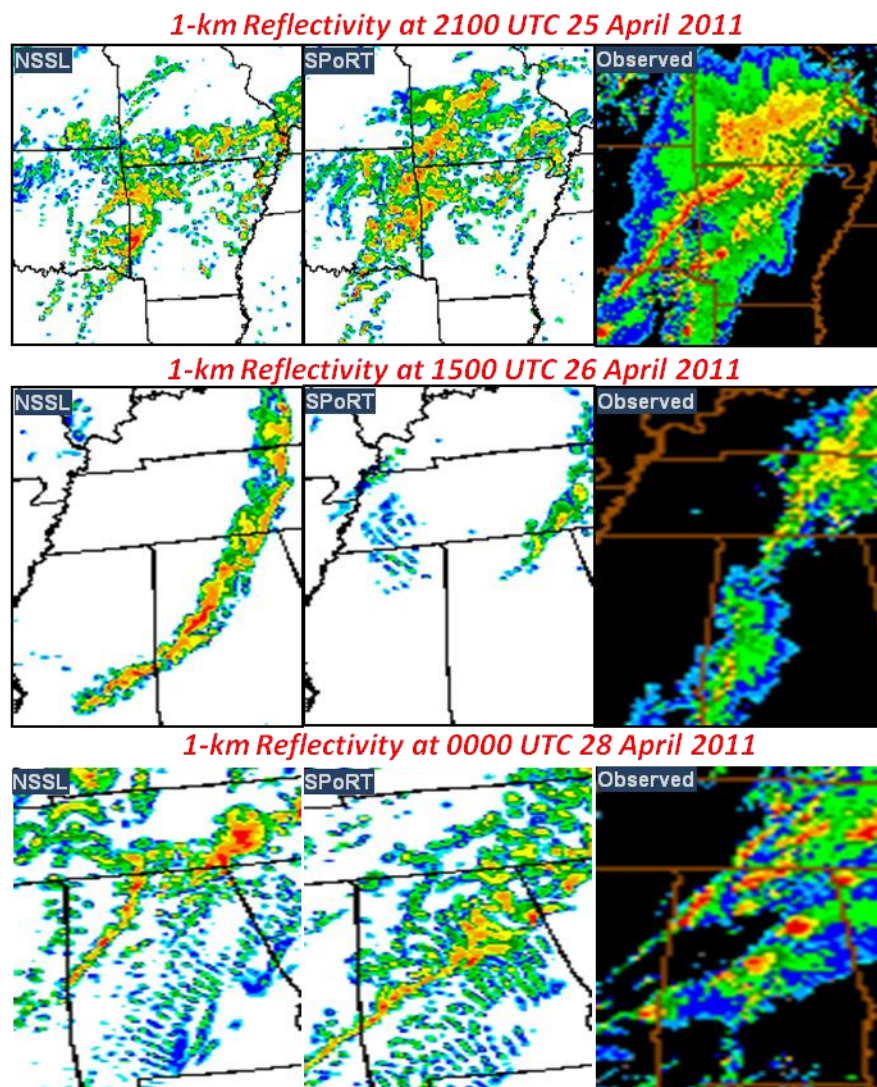 1-km Reflectivity at 2100 UTC 25 April 2011
NSSL
SPoRT
Observed
1-km Reflectivity at 1500 UTC 26 April 2011
NSSL
SPoRT
Observed
1-km Reflectivity at 0000 UTC 28 April 2011
NSSL
SPoRT
Observed